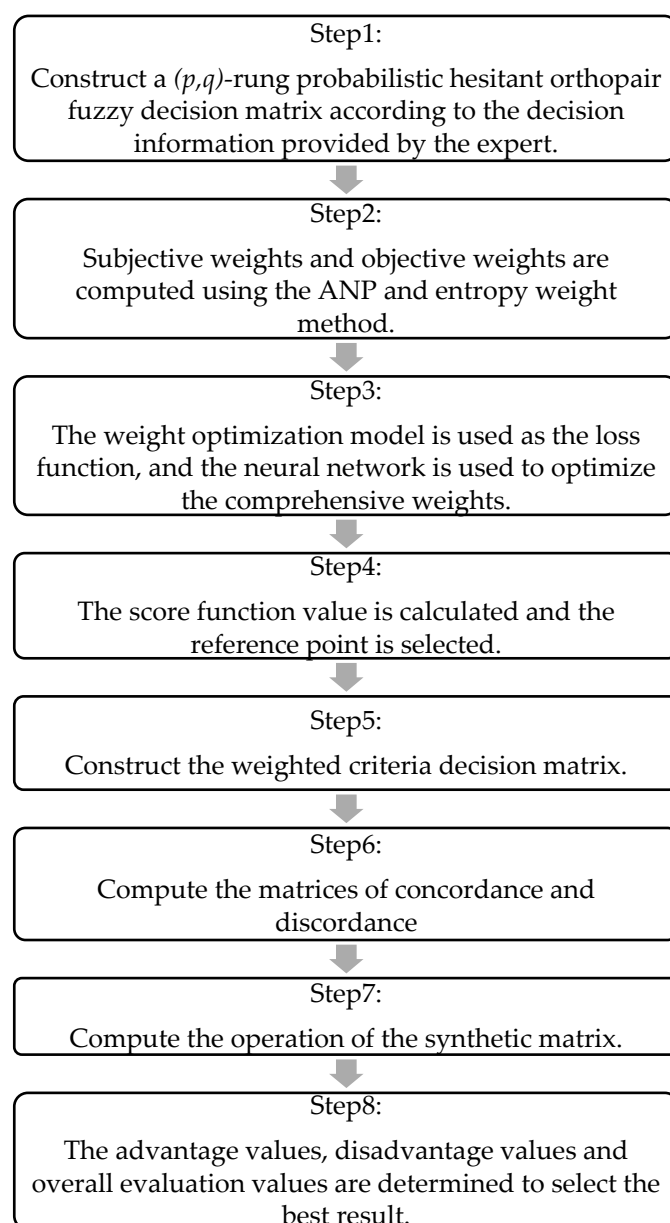 Step1:
Construct a (p,q)-rung probabilistic hesitant orthopair
fuzzy decision matrix according to the decision
information provided by the expert.
Step2:
Subjective weights and objective weights are
computed using the ANP and entropy weight
method.
Step3:
The weight optimization model is used as the loss
function, and the neural network is used to optimize
the comprehensive weights.
Step4:
The score function value is calculated and the
reference point is selected.
Step5:
Construct the weighted criteria decision matrix.
Step6:
Compute the matrices of concordance and
discordance
Step7:
Compute the operation of the synthetic matrix.
Step8:
The advantage values, disadvantage values and
overall evaluation values are determined to select the
best result.